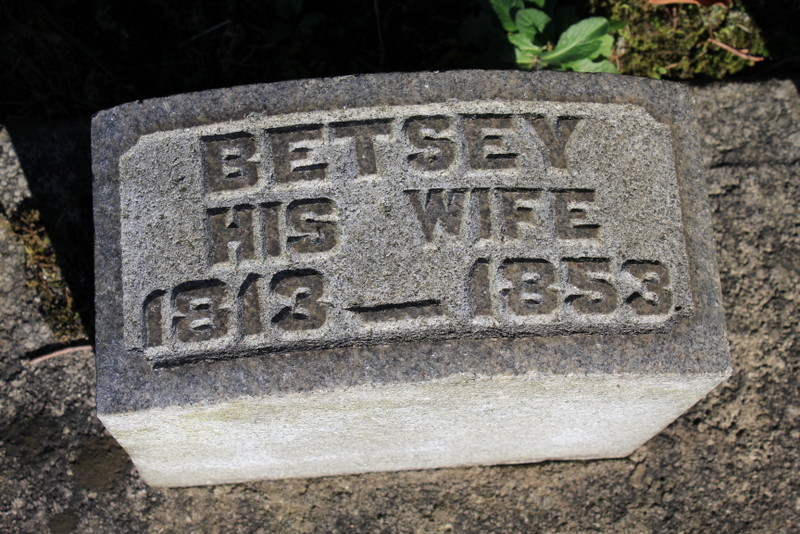 BETSEY
HIS WIFE
1813 — 1853.